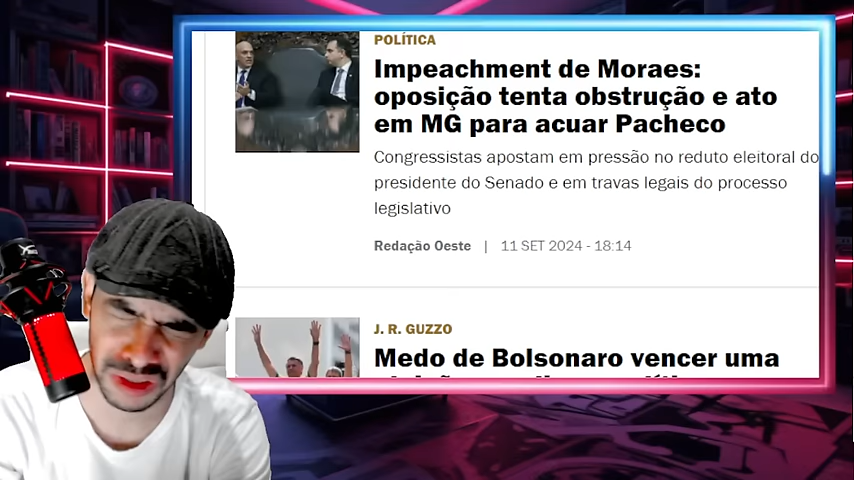 POLÍTICA
Impeachment de Moraes:
oposição tenta obstrução e ato
em MG para acuar Pacheco
Congressistas apostam em pressão no reduto eleitoral do
presidente do Senado e em travas legais do processo
legislativo
Redação Oeste | 11 SET 2024 - 18:14
J. R. GUZZO
Medo de Bolsonaro vencer uma